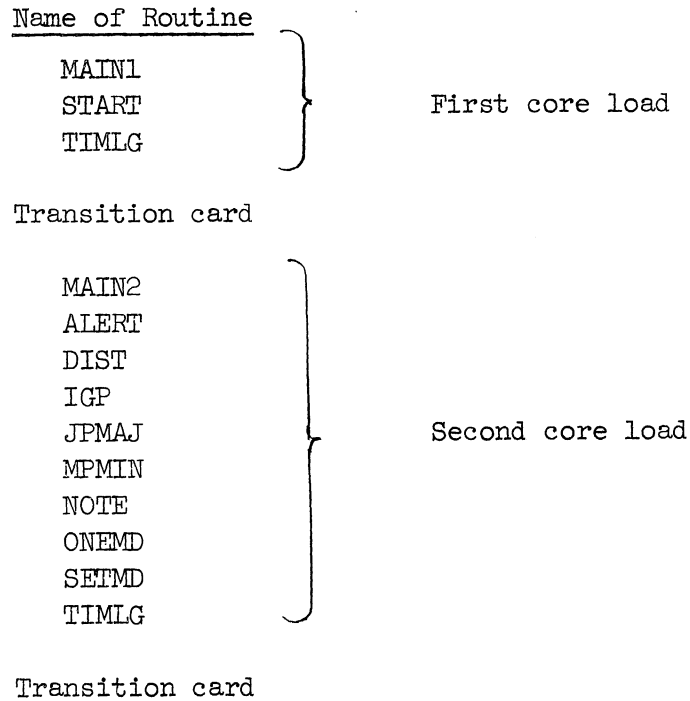 Name of Routine
MAIN1
START
TIMLG
First core load
Transition card
MAIN2
ALERT
DIST
IGP
JPMAJ
MPMIN
NOTE
ONEMD
SETMD
TIMLG
Second core load
Transition card